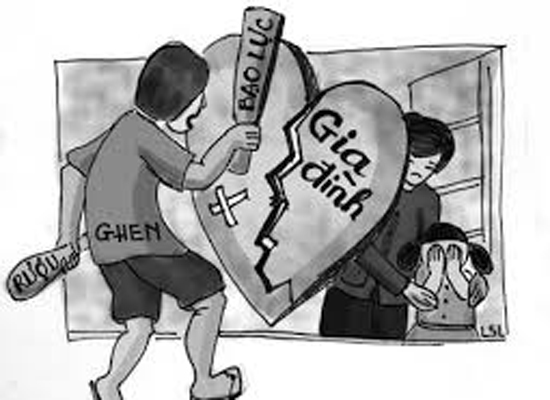 BẠO LỰC
Gia
đình
GHEN
RƯỢU
LSL